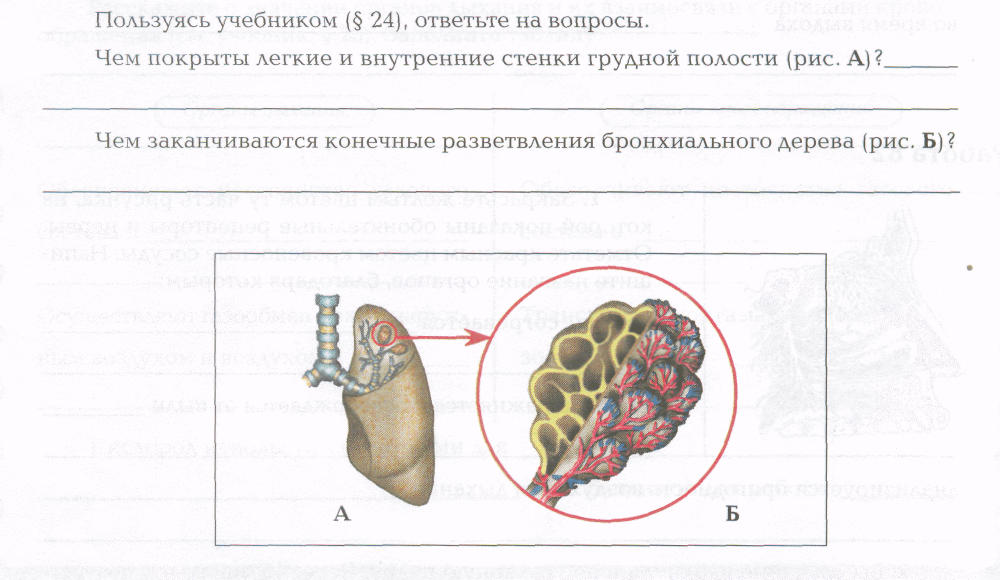 Пользуясь учебником (§ 24), ответьте на вопросы.
Чем покрыты легкие и внутренние стенки грудной полости (рис. А)?
Чем заканчиваются конечные разветвления бронхиального дерева (рис. Б)?
А
Б